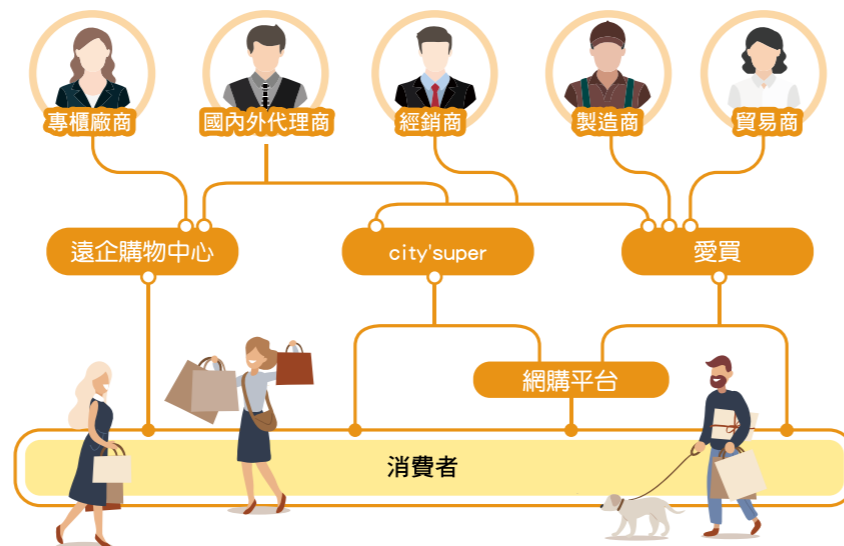 專櫃廠商
國內外代理商
經銷商
製造商
貿易商
遠企購物中心
city'super
愛買
網購平台
消費者